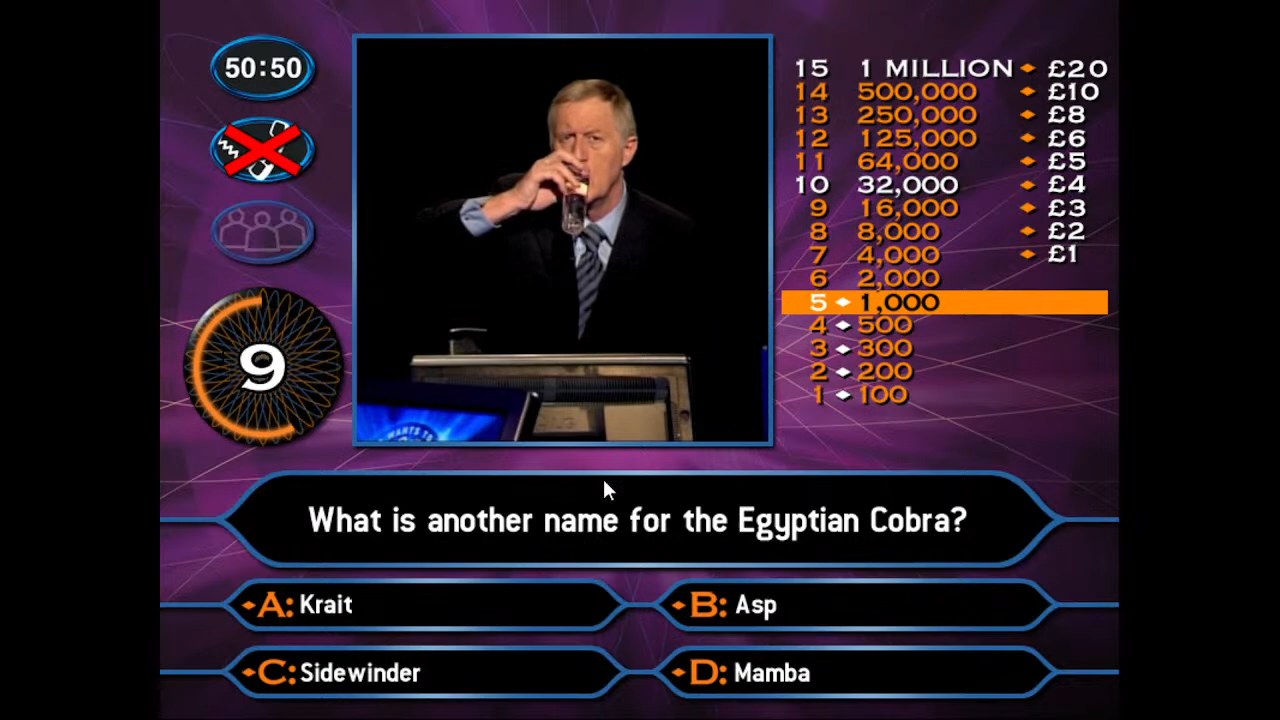 50:50
15 1 MILLION £20
14 500,000 £10
13 250,000 £8
12 125,000 £6
11 64,000 £5
10 32,000 £4
9 16,000 £3
8 8,000 £2
7 4,000 £1
6 2,000
5 1,000
4 500
3 300
2 200
1 100
9
WANTS TO
What is another name for the Egyptian Cobra?
A: Krait
B: Asp
C: Sidewinder
D: Mamba